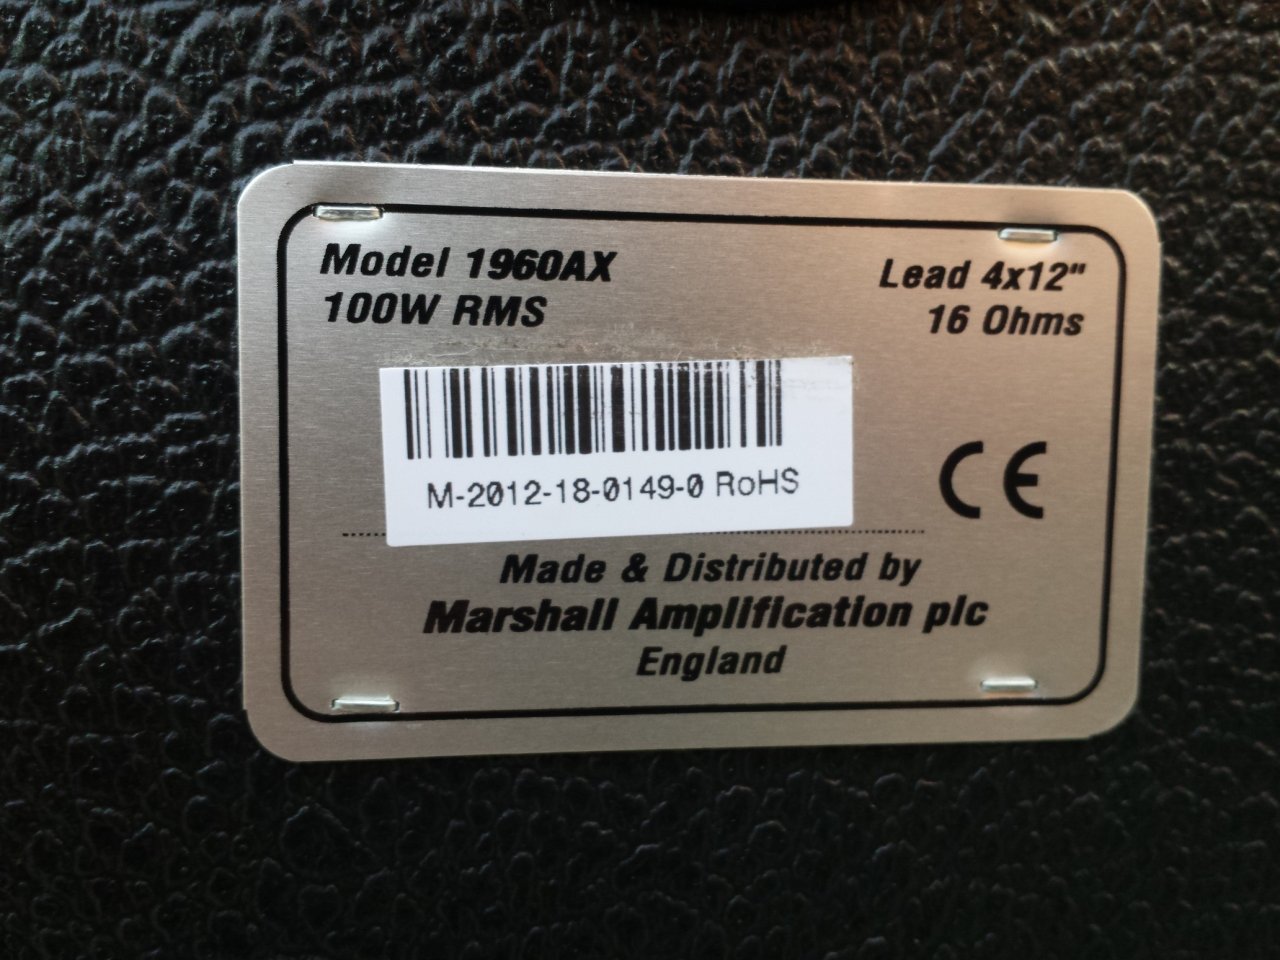 Model 1960AX
100W RMS
Lead 4x12"
16 Ohms
M-2012-18-0149-0 RoHS
CE
Made & Distributed by
Marshall Amplification plc
England